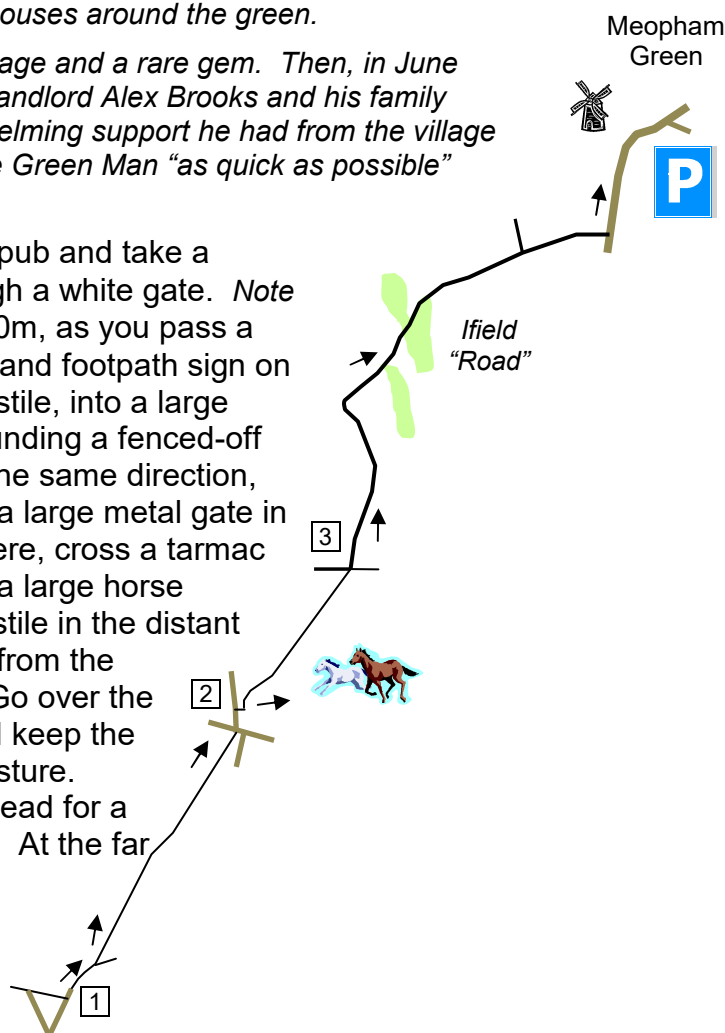 ouses around the green.
age and a rare gem. Then, in June
andlord Alex Brooks and his family
elming support he had from the village
e Green Man “as quick as possible”
pub and take a
gh a white gate. Note
0m, as you pass a
and footpath sign on
stile, into a large
unding a fenced-off
he same direction,
a large metal gate in
ere, cross a tarmac
a large horse
stile in the distant
from the
Go over the
keep the
sture.
ead for a
At the far
Meopham
Green
P
Ifield
“Road”
3
2
1